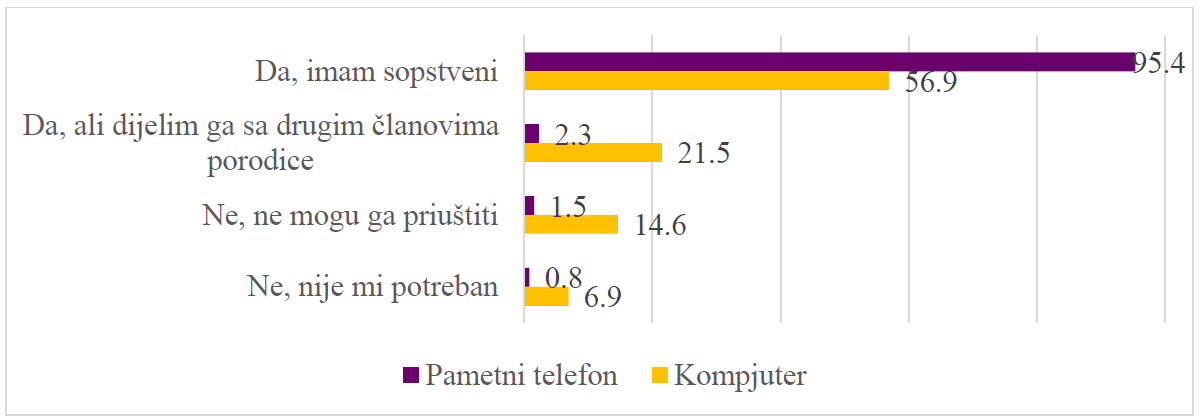 Da, imam sopstveni
95.4
56.9
Da, ali dijelim ga sa drugim članovima
porodice
2.3
21.5
Ne, ne mogu ga priuštiti
1.5
14.6
Ne, nije mi potreban
0.8
6.9
Pametni telefon
Kompjuter